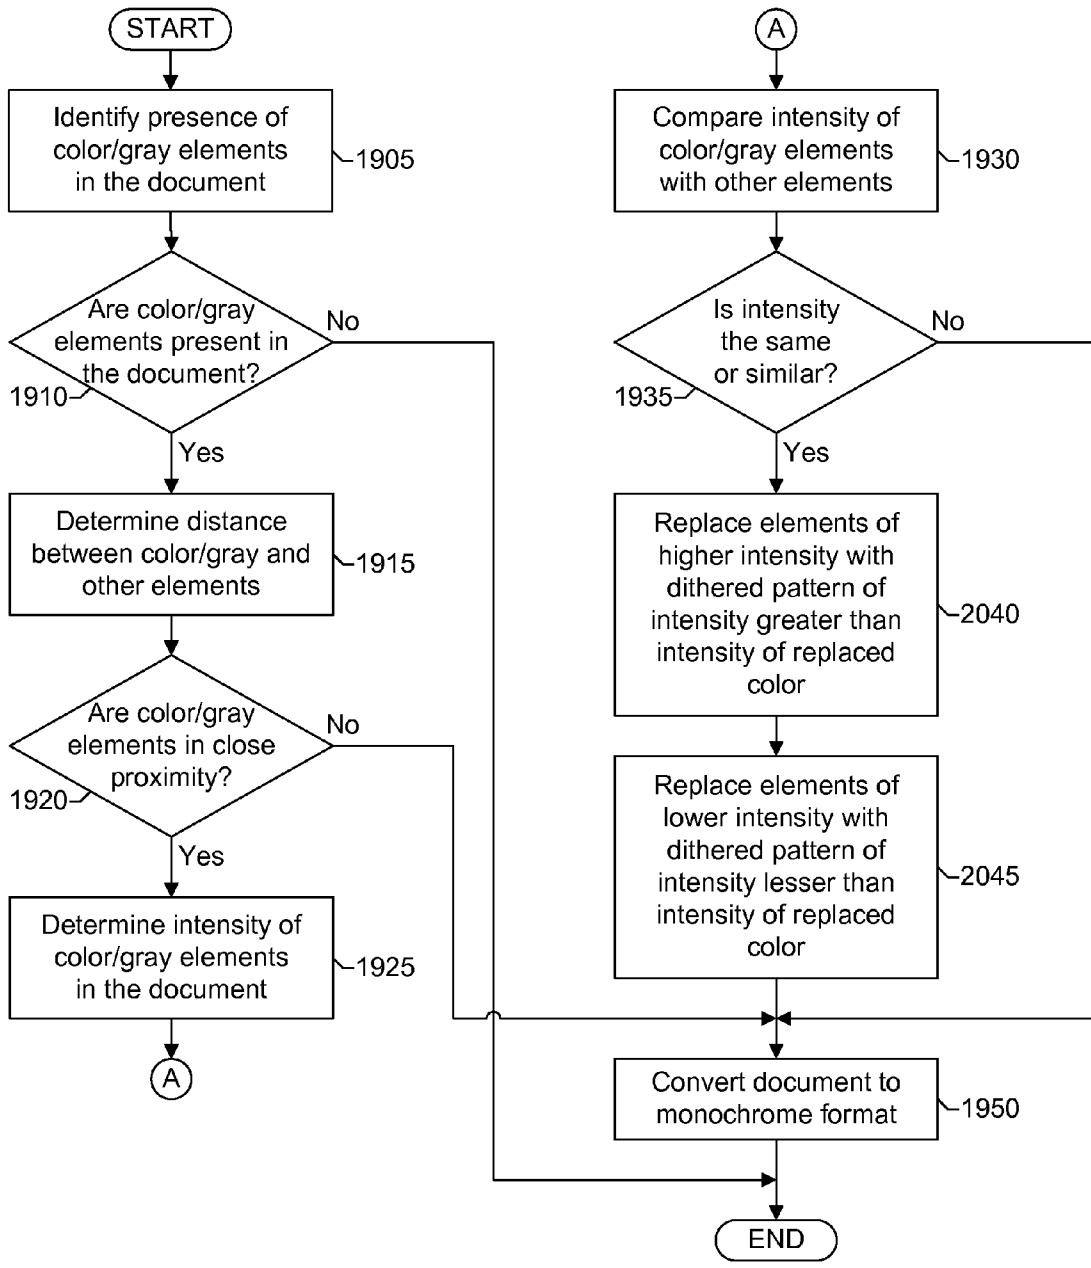 START
Identify presence of
color/gray elements
in the document
1905
Are color/gray
elements present in
the document?
1910
No
Yes
Determine distance
between color/gray and
other elements
1915
Are color/gray
elements in close
proximity?
1920
No
Yes
Determine intensity of
color/gray elements
in the document
1925
A
A
Compare intensity of
color/gray elements
with other elements
1930
Is intensity
the same
or similar?
1935
No
Yes
Replace elements of
higher intensity with
dithered pattern of
intensity greater than
intensity of replaced
color
2040
Replace elements of
lower intensity with
dithered pattern of
intensity lesser than
intensity of replaced
color
2045
Convert document to
monochrome format
1950
END